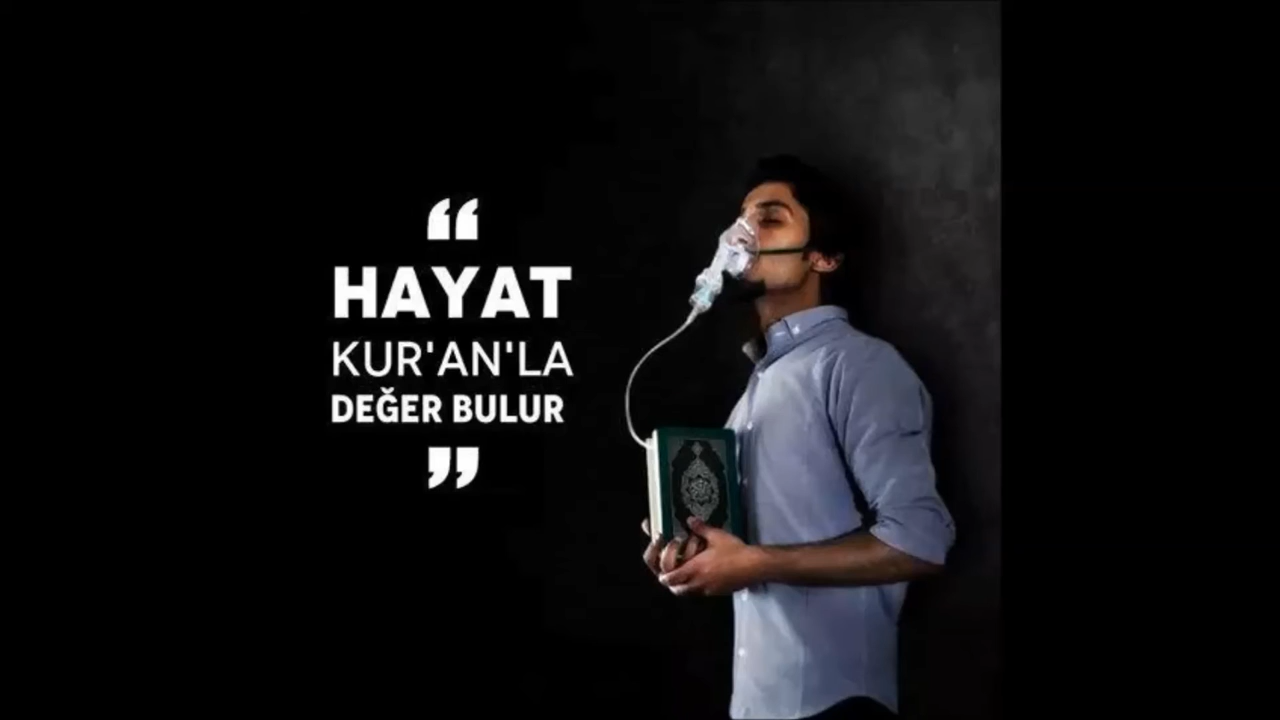 “
HAYAT
KUR'AN'LA
DEĞER BULUR
”